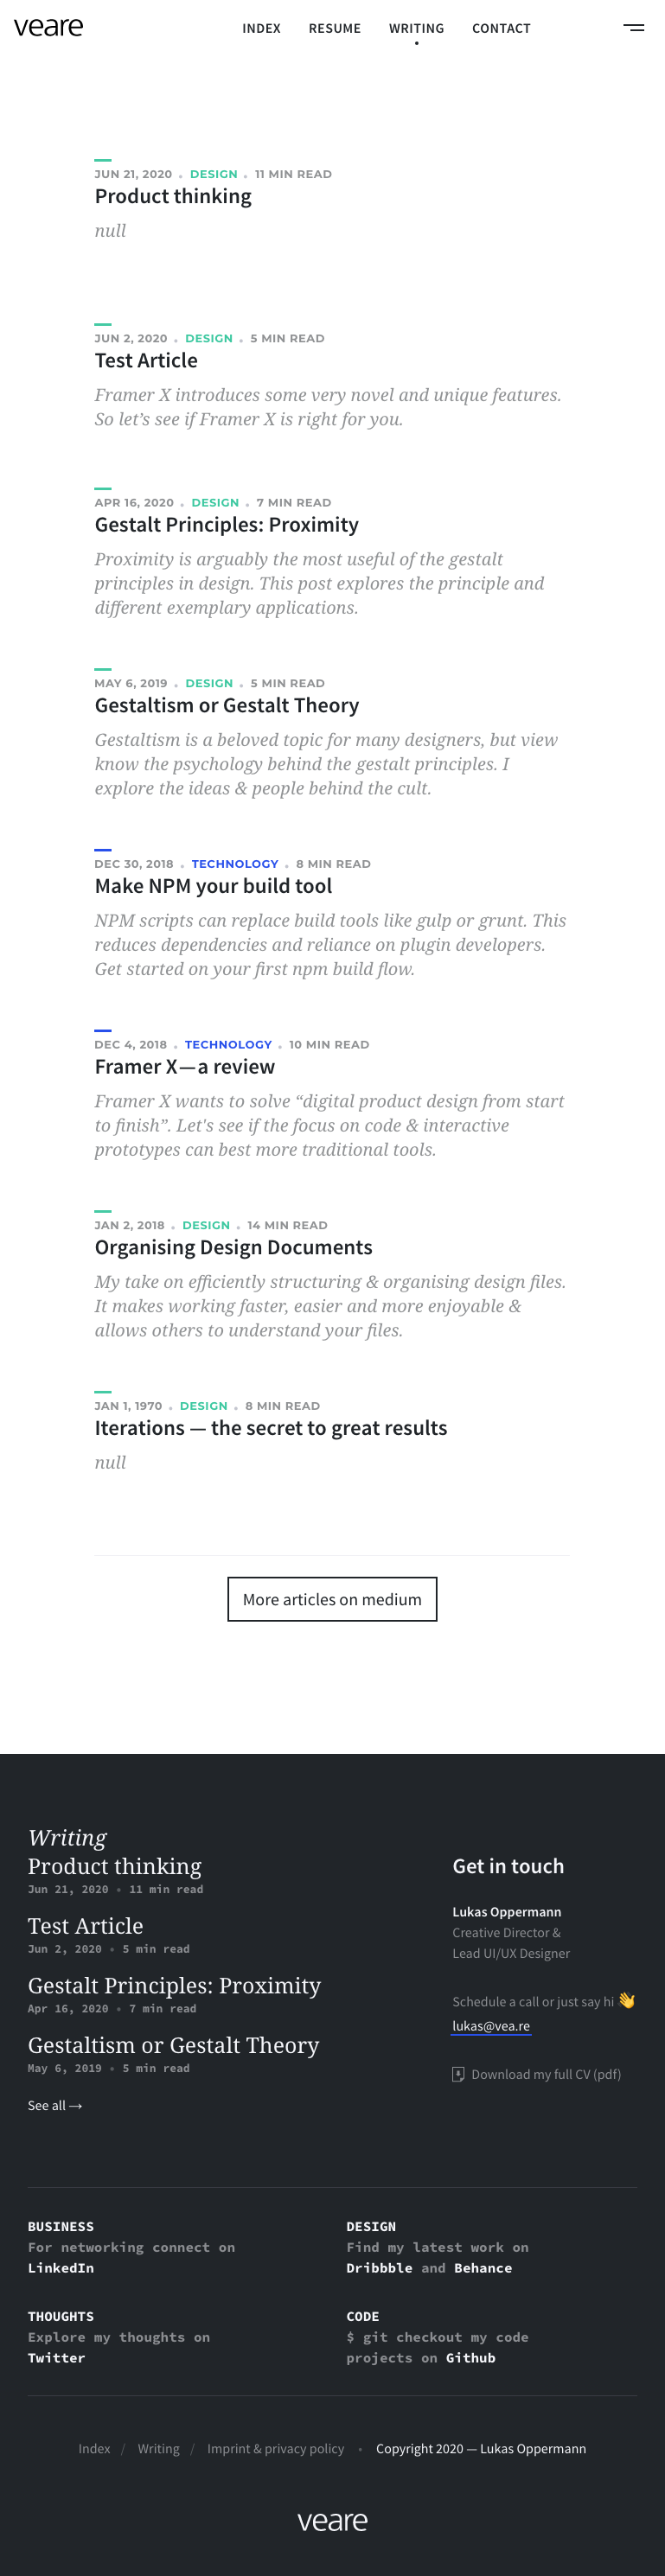 veare
INDEX RESUME WRITING CONTACT
JUN 21, 2020 • DESIGN • 11 MIN READ
Product thinking
null
JUN 2, 2020 • DESIGN • 5 MIN READ
Test Article
Framer X introduces some very novel and unique features.
So let’s see if Framer X is right for you.
APR 16, 2020 • DESIGN • 7 MIN READ
Gestalt Principles: Proximity
Proximity is arguably the most useful of the gestalt
principles in design. This post explores the principle and
different exemplary applications.
MAY 6, 2019 • DESIGN • 5 MIN READ
Gestaltism or Gestalt Theory
Gestaltism is a beloved topic for many designers, but view
know the psychology behind the gestalt principles. I
explore the ideas & people behind the cult.
DEC 30, 2018 • TECHNOLOGY • 8 MIN READ
Make NPM your build tool
NPM scripts can replace build tools like gulp or grunt. This
reduces dependencies and reliance on plugin developers.
Get started on your first npm build flow.
DEC 4, 2018 • TECHNOLOGY • 10 MIN READ
Framer X — a review
Framer X wants to solve “digital product design from start
to finish”. Let's see if the focus on code & interactive
prototypes can best more traditional tools.
JAN 2, 2018 • DESIGN • 14 MIN READ
Organising Design Documents
My take on efficiently structuring & organising design files.
It makes working faster, easier and more enjoyable &
allows others to understand your files.
JAN 1, 1970 • DESIGN • 8 MIN READ
Iterations — the secret to great results
null
More articles on medium
Writing
Product thinking
Jun 21, 2020 • 11 min read
Test Article
Jun 2, 2020 • 5 min read
Gestalt Principles: Proximity
Apr 16, 2020 • 7 min read
Gestaltism or Gestalt Theory
May 6, 2019 • 5 min read
See all →
Get in touch
Lukas Oppermann
Creative Director &
Lead UI/UX Designer
Schedule a call or just say hi 👋
lukas@vea.re
Download my full CV (pdf)
BUSINESS
For networking connect on
LinkedIn
DESIGN
Find my latest work on
Dribbble and Behance
THOUGHTS
Explore my thoughts on
Twitter
CODE
$ git checkout my code
projects on Github
Index / Writing / Imprint & privacy policy • Copyright 2020 — Lukas Oppermann
veare